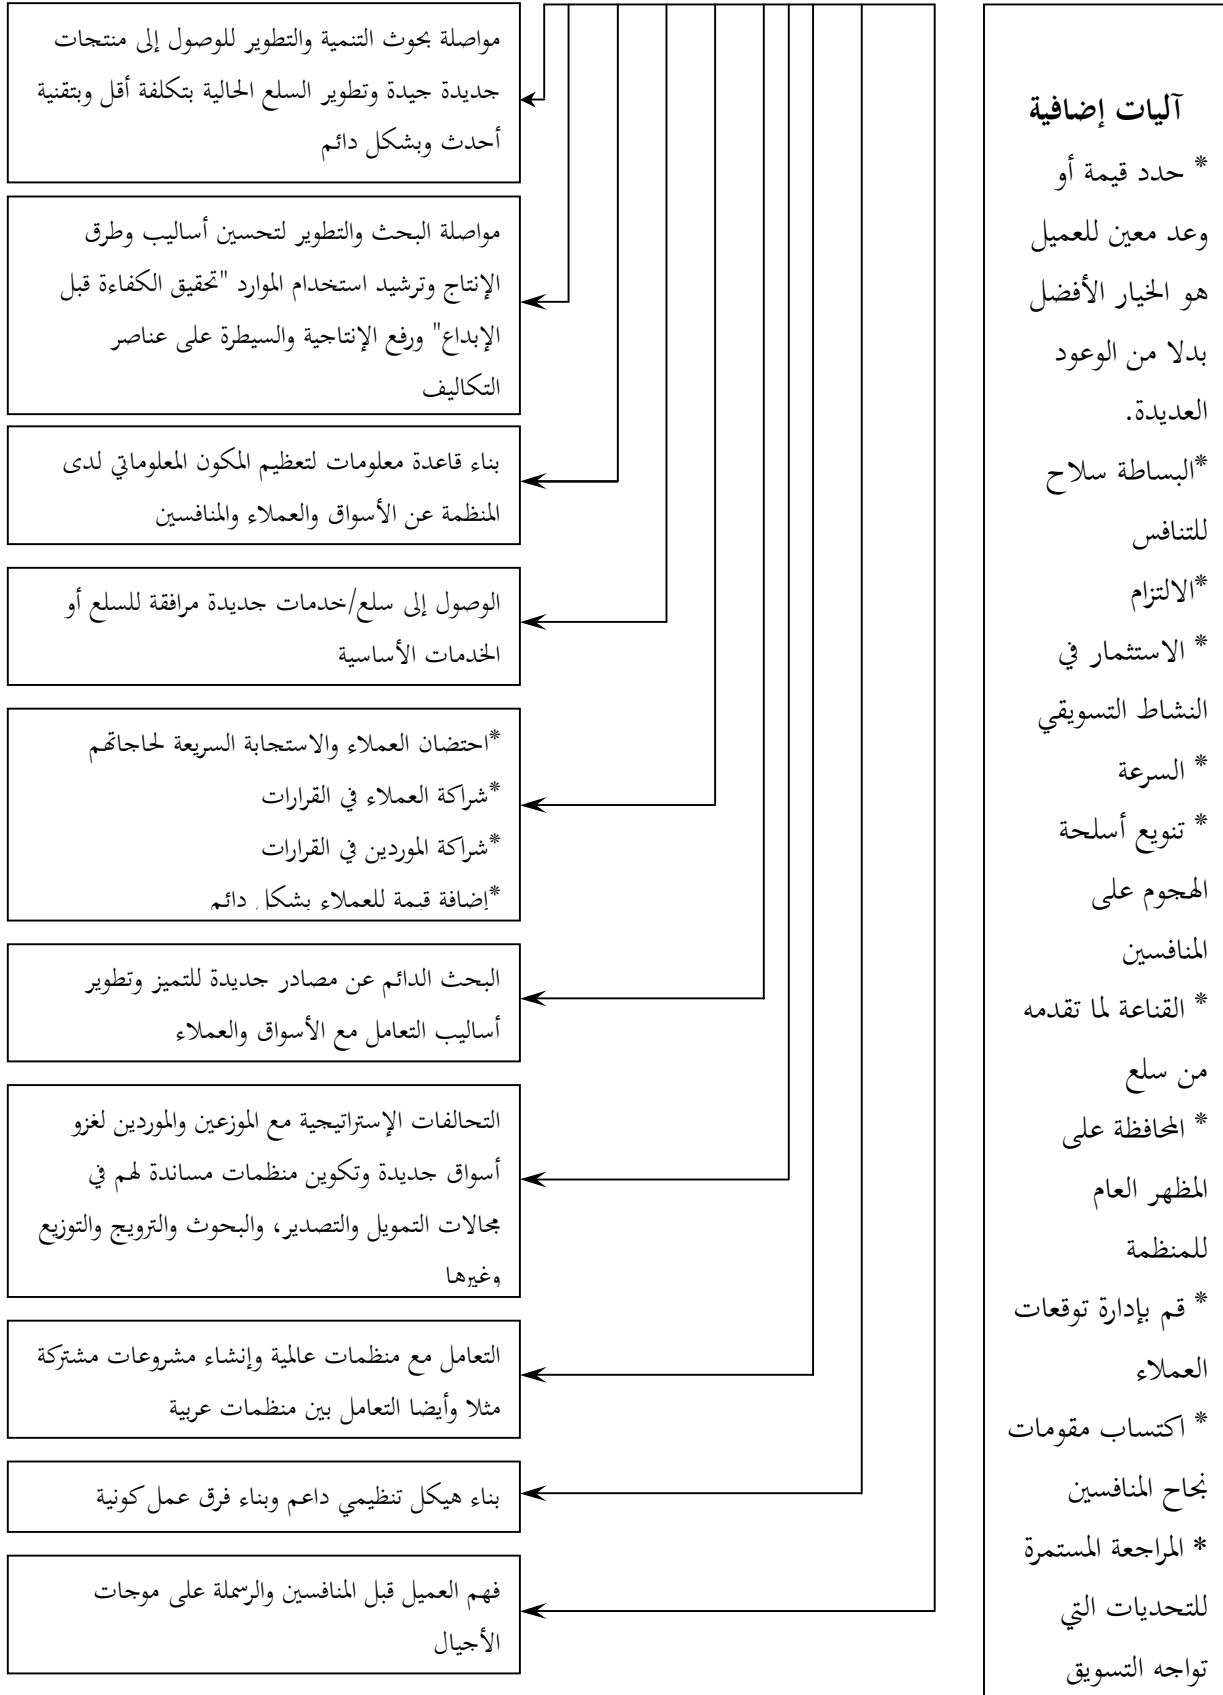 آليات إضافية
* حدد قيمة أو
وعد معين للعميل
هو الخيار الأفضل
بدلا من الوعود
العديدة.
*البساطة سلاح
للتنافس
*الالتزام
* الاستثمار في
النشاط التسويقي
* السرعة
* تنويع أسلحة
الهجوم على
المنافسين
* القناعة لما تقدمه
من سلع
* المحافظة على
المظهر العام
للمنظمة
* قم بإدارة توقعات
العملاء
* اكتساب مقومات
نجاح المنافسين
* المراجعة المستمرة
للتحديات التي
تواجه التسويق
مواصلة بحوث التنمية والتطوير للوصول إلى منتجات
جديدة جيدة وتطوير السلع الحالية بتكلفة أقل وبتقنية
أحدث وبشكل دائم
مواصلة البحث والتطوير لتحسين أساليب وطرق
الإنتاج وترشيد استخدام الموارد "تحقيق الكفاءة قبل
الإبداع" ورفع الإنتاجية والسيطرة على عناصر
التكاليف
بناء قاعدة معلومات لتعظيم المكون المعلوماتي لدى
المنظمة عن الأسواق والعملاء والمنافسين
الوصول إلى سلع/خدمات جديدة مرافقة للسلع أو
الخدمات الأساسية
*احتضان العملاء والاستجابة السريعة لحاجاتهم
*شراكة العملاء في القرارات
*شراكة الموردين في القرارات
*إضافة قيمة للعملاء بشكل دائم
البحث الدائم عن مصادر جديدة للتميز وتطوير
أساليب التعامل مع الأسواق والعملاء
التحالفات الإستراتيجية مع الموزعين والموردين لغزو
أسواق جديدة وتكوين منظمات مساندة لهم في
مجالات التمويل والتصدير، والبحوث والترويج والتوزيع
وغيرها
التعامل مع منظمات عالمية وإنشاء مشروعات مشتركة
مثلا وأيضا التعامل بين منظمات عربية
بناء هيكل تنظيمي داعم وبناء فرق عمل كونية
فهم العميل قبل المنافسين والرسملة على موجات
الأجيال